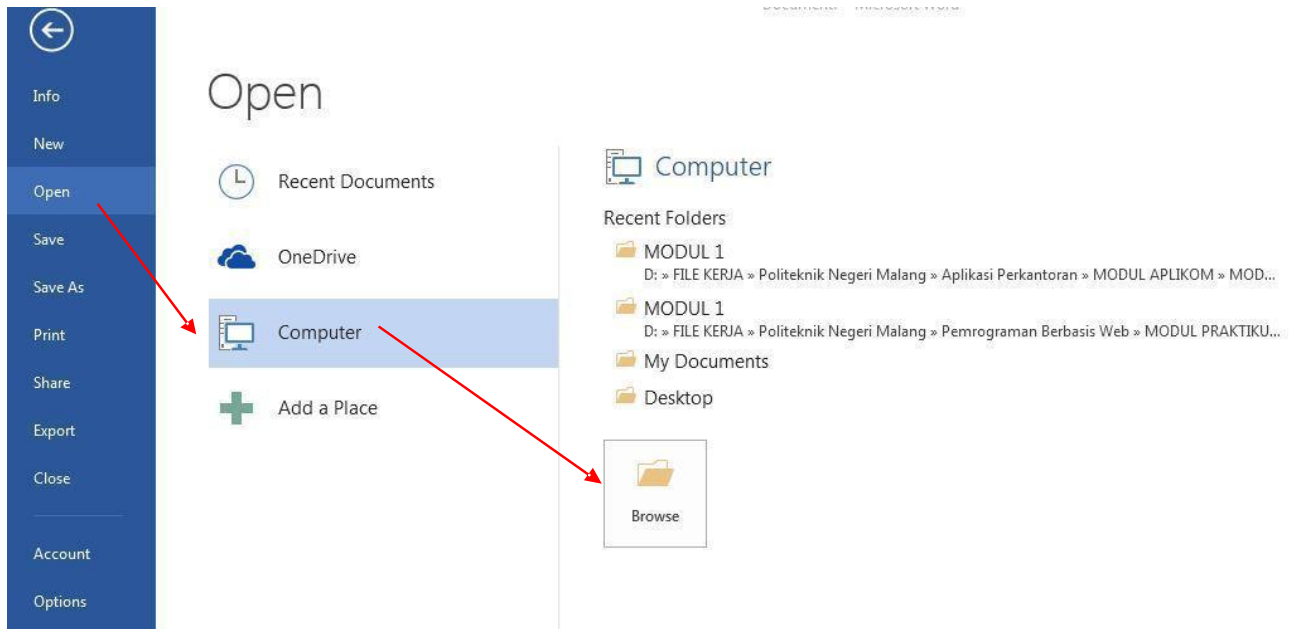 Info
New
Open
Save
Save As
Print
Share
Export
Close
Account
Options
Open
Recent Documents
OneDrive
Computer
Add a Place
Computer
Recent Folders
MODUL 1
D: » FILE KERJA » Politeknik Negeri Malang » Aplikasi Perkantoran » MODUL APLIKOM » MOD...
MODUL 1
D: » FILE KERJA » Politeknik Negeri Malang » Pemrograman Berbasis Web » MODUL PRAKTIKU...
My Documents
Desktop
Browse